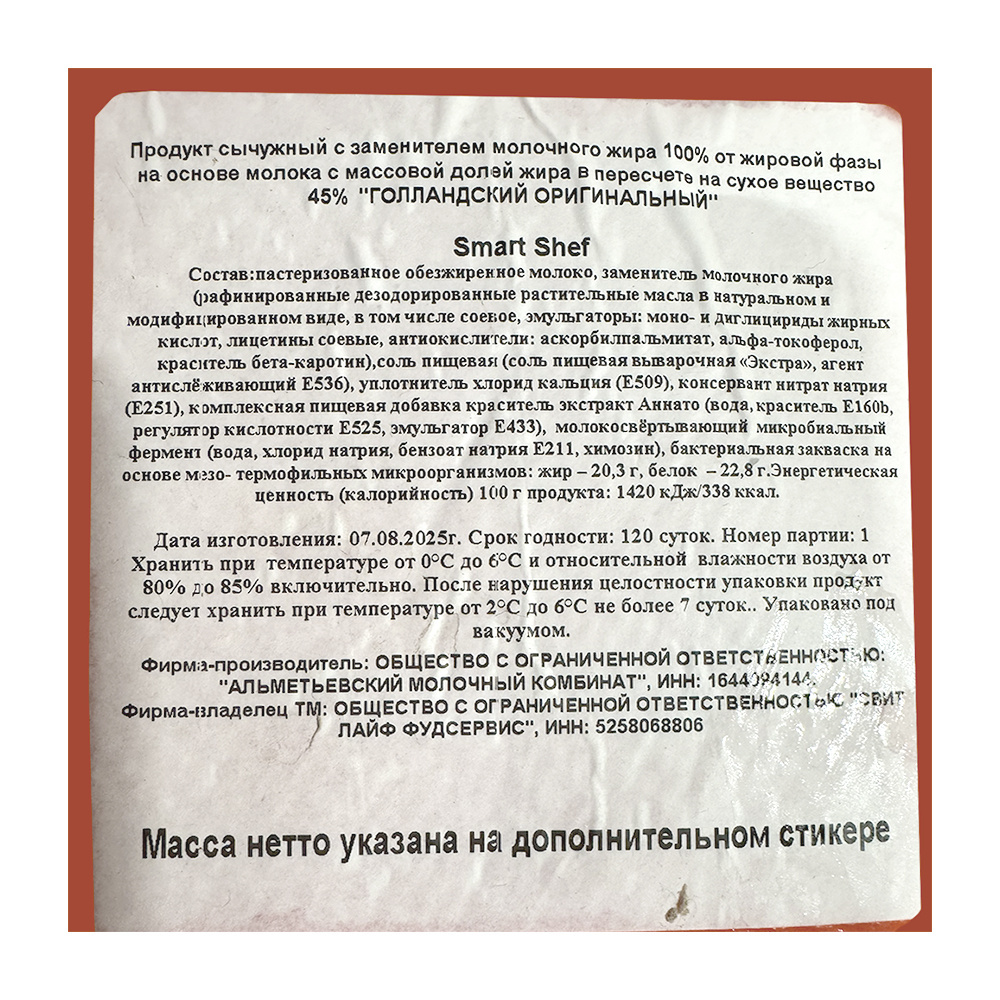 Продукт сычужный с заменителем молочного жира 100% от жировой фазы
на основе молока с массовой долей жира в пересчете на сухое вещество
45% "ГОЛЛАНДСКИЙ ОРИГИНАЛЬНЫЙ"
Smart Shef
Состав:пастеризованное обезжиренное молоко, заменитель молочного жира
(рафинированные дезодорированные растительные масла в натуральном и
модифицированном виде, в том числе соевое, эмульгаторы: моно- и диглицириды жирных
кислот, лицетины соевые, антиокислители: аскорбилпальмитат, альфа-токоферол,
краситель бета-каротин),соль пищевая (соль пищевая выварочная «Экстра», агент
антислёживающий Е536), уплотнитель хлорид кальция (Е509), консервант нитрат натрия
(Е251), комплексная пищевая добавка краситель экстракт Аннато (вода, краситель Е160b,
регулятор кислотности Е525, эмульгатор Е433), молокосвёртывающий микробиальный
фермент (вода, хлорид натрия, бензоат натрия Е211, химозин), бактериальная закваска на
основе мезо- термофильных микроорганизмов: жир – 20,3 г, белок – 22,8 г.Энергетическая
ценность (калорийность) 100 г продукта: 1420 кДж/338 ккал.
Дата изготовления: 07.08.2025г. Срок годности: 120 суток. Номер партии: 1
Хранить при температуре от 0°С до 6°С и относительной влажности воздуха от
80% до 85% включительно. После нарушения целостности упаковки продукт
следует хранить при температуре от 2°С до 6°С не более 7 суток.. Упаковано под
вакуумом.
Фирма-производитель: ОБЩЕСТВО С ОГРАНИЧЕННОЙ ОТВЕТСТВЕННОСТЬЮ:
"АЛЬМЕТЬЕВСКИЙ МОЛОЧНЫЙ КОМБИНАТ", ИНН: 1644094144.
Фирма-владелец ТМ: ОБЩЕСТВО С ОГРАНИЧЕННОЙ ОТВЕТСТВЕННОСТЬЮ "СВИТ
ЛАЙФ ФУДСЕРВИС", ИНН: 5258068806
Масса нетто указана на дополнительном стикере